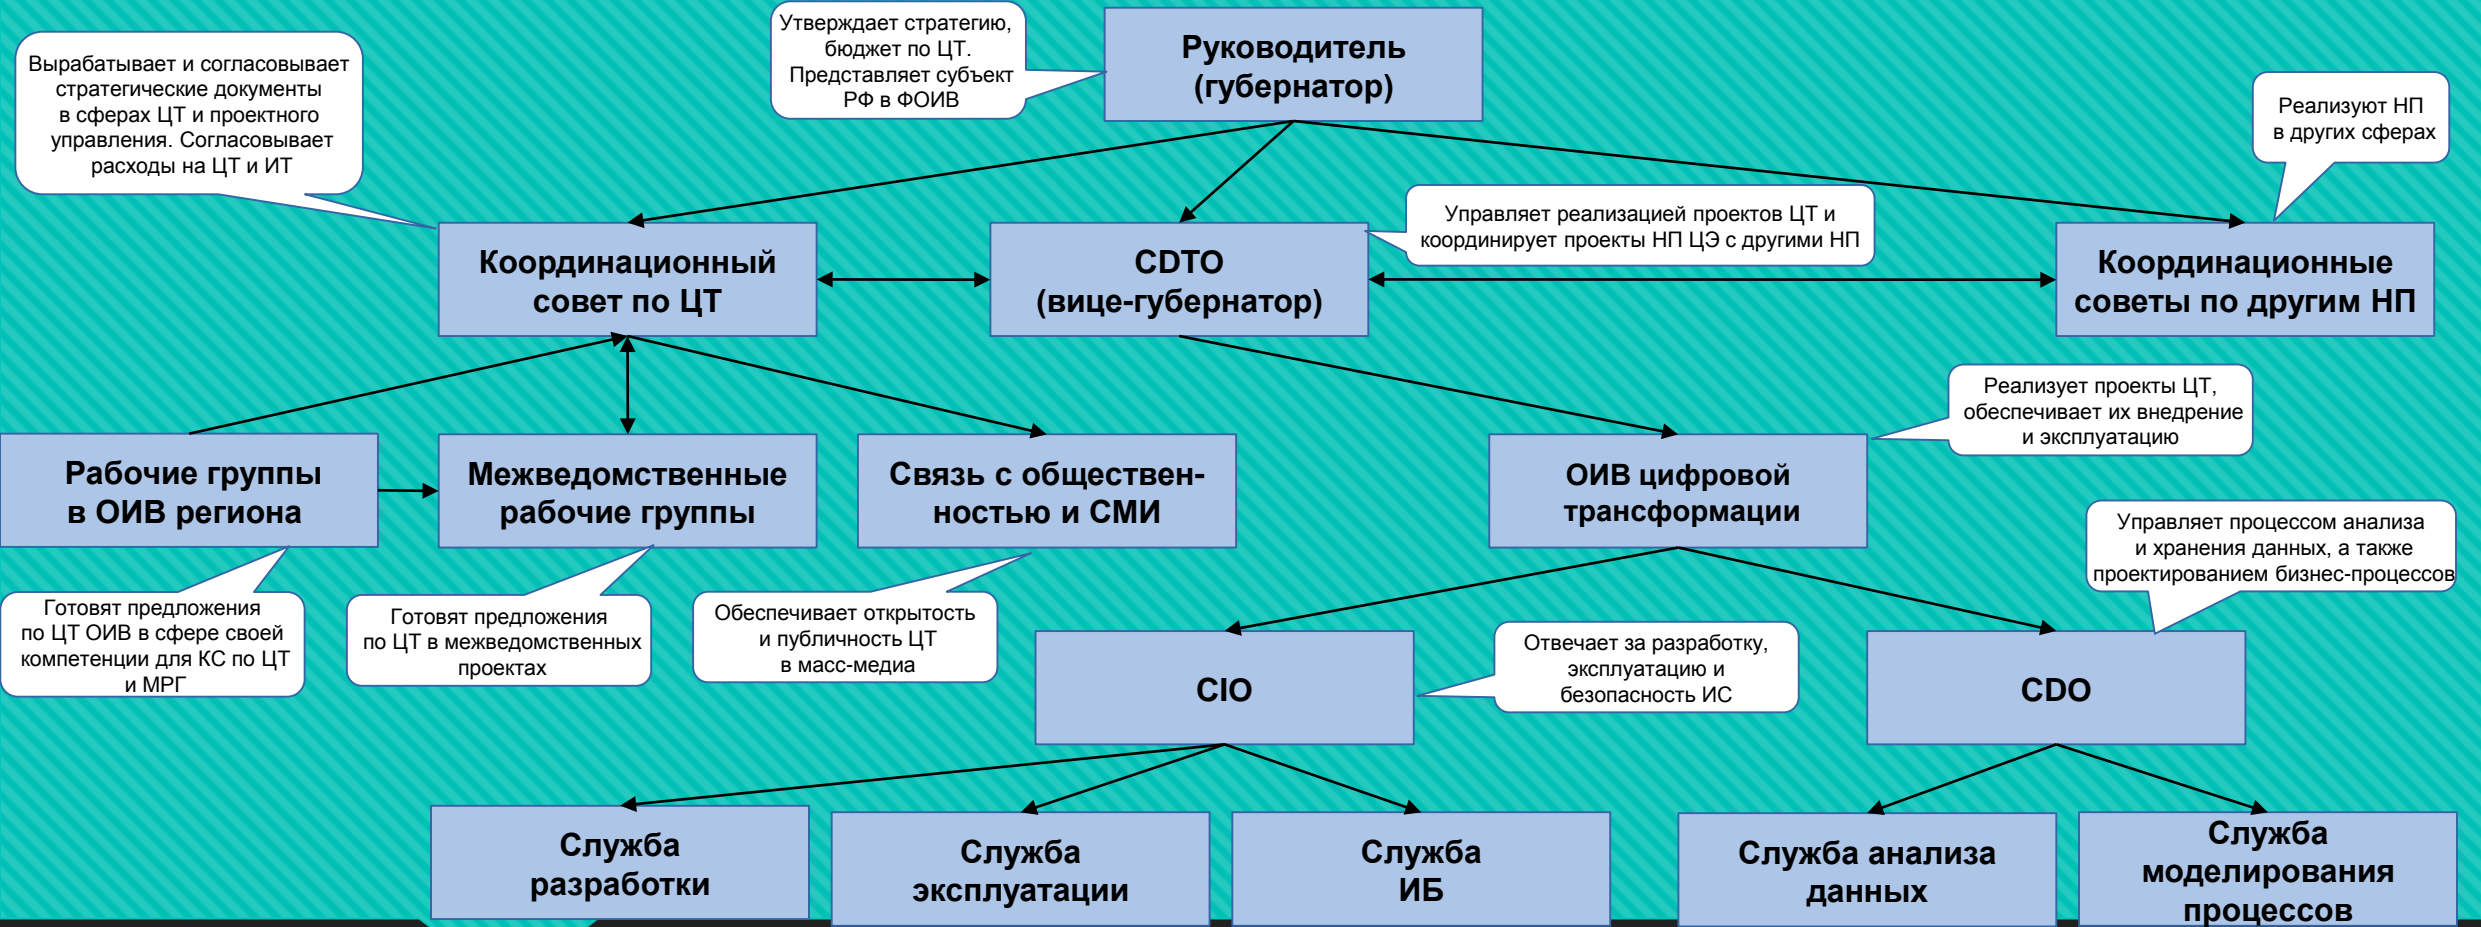 Утверждает стратегию,
бюджет по ЦТ.
Представляет субъект
РФ в ФОИВ
Руководитель
(губернатор)
Вырабатывает и согласовывает
стратегические документы
в сферах ЦТ и проектного
управления. Согласовывает
расходы на ЦТ и ИТ
Реализуют НП
в других сферах
Управляет реализацией проектов ЦТ и
координирует проекты НП ЦЭ с другими НП
Координационный
совет по ЦТ
CDTO
(вице-губернатор)
Координационные
советы по другим НП
Реализует проекты ЦТ,
обеспечивает их внедрение
и эксплуатацию
Рабочие группы
в ОИВ региона
Межведомственные
рабочие группы
Связь с обществен-
ностью и СМИ
ОИВ цифровой
трансформации
Управляет процессом анализа
и хранения данных, а также
проектированием бизнес-процессов
Готовят предложения
по ЦТ ОИВ в сфере своей
компетенции для КС по ЦТ
и МРГ
Готовят предложения
по ЦТ в межведомственных
проектах
Обеспечивает открытость
и публичность ЦТ
в масс-медиа
CIO
Отвечает за разработку,
эксплуатацию и
безопасность ИС
CDO
Служба
разработки
Служба
эксплуатации
Служба
ИБ
Служба анализа
данных
Служба
моделирования
процессов